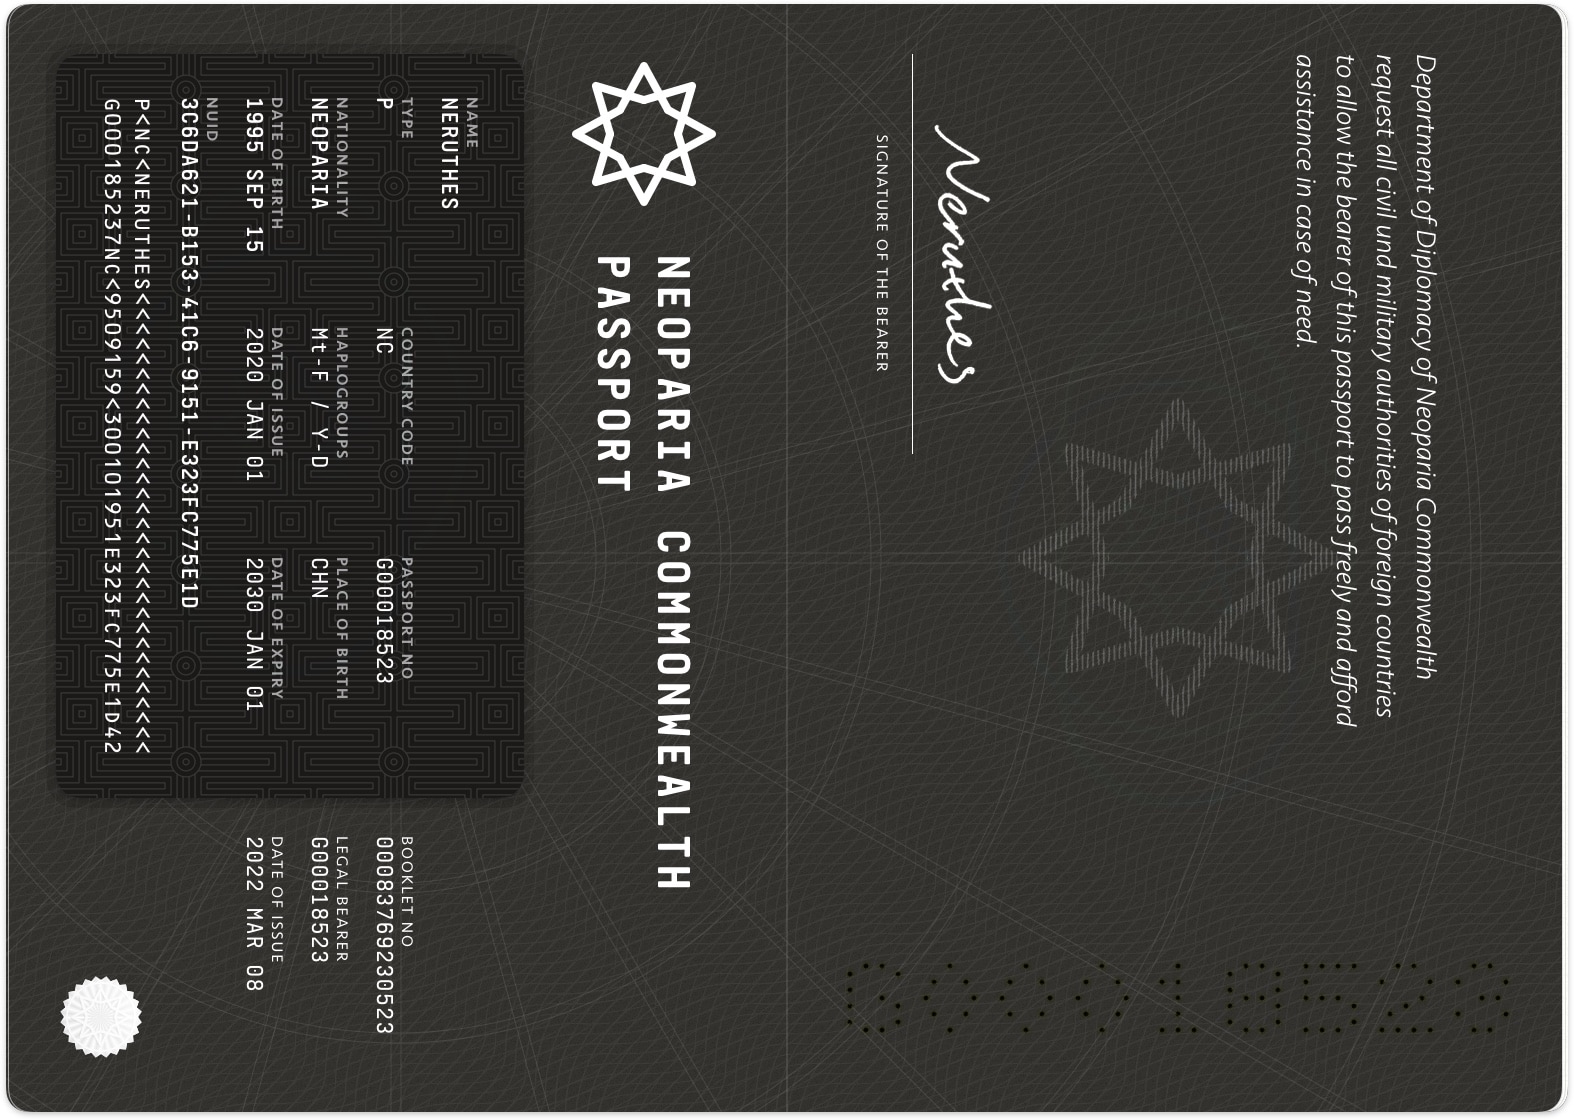 Department of Diplomacy of Neoparia Commonwealth
request all civil und military authorities of foreign countries
to allow the bearer of this passport to pass freely and afford
assistance in case of need.
Neruthes
SIGNATURE OF THE BEARER
NEOPARIA COMMONWEALTH
PASSPORT
NAME
NERUTHES
TYPE COUNTRY CODE PASSPORT NO BOOKLET NO
P NC G00018523 00083769230523
NATIONALITY HAPLOGROUPS PLACE OF BIRTH LEGAL BEARER
NEOPARIA Mt-F / Y-D CHN G00018523
DATE OF BIRTH DATE OF ISSUE DATE OF EXPIRY DATE OF ISSUE
1995 SEP 15 2020 JAN 01 2030 JAN 01 2022 MAR 08
NUID
3C6DA621-B153-41C6-9151-E323FC775E1D
P<NC<NERUTHES<<<<<<<<<<<<<<<<<<<<<<<<<<<<<<<
G000185237NC<9509159<300101951E323FC775E1D42
G00018523